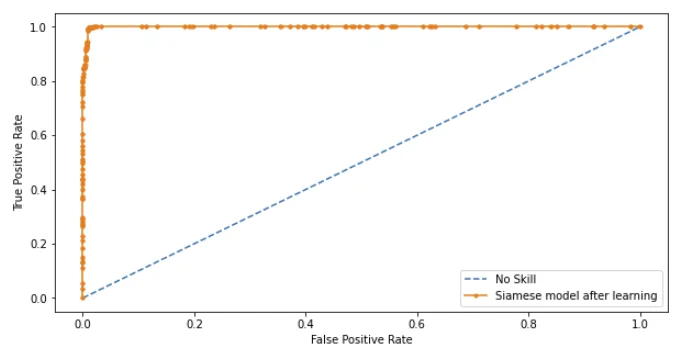 1.0
0.8
0.6
0.4
0.2
0.0
True Positive Rate
No Skill
Siamese model after learning
0.0 0.2 0.4 0.6 0.8 1.0
False Positive Rate